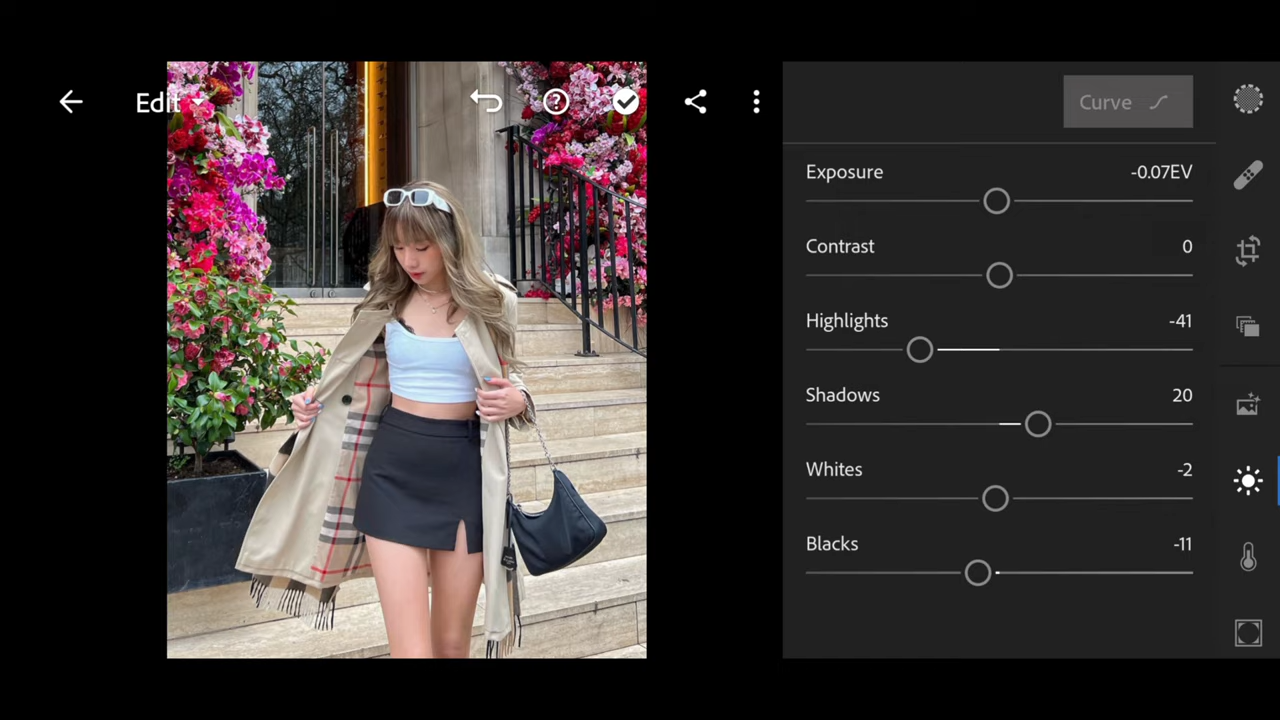 Edit
Curve
Exposure -0.07EV
Contrast 0
Highlights -41
Shadows 20
Whites -2
Blacks -11